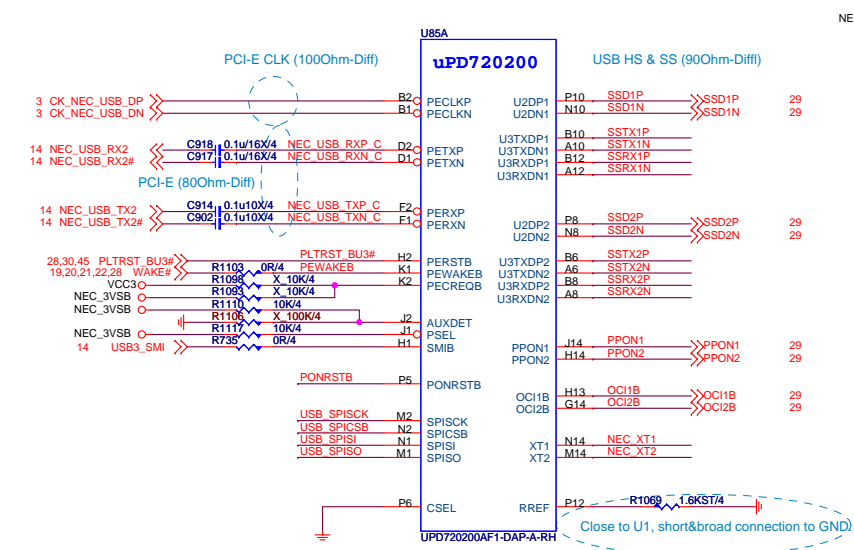 NE
U85A
PCI-E CLK (100Ohm-Diff)
uPD720200
USB HS & SS (90Ohm-Diffl)
3 CK_NEC_USB_DP B2 PECLKP U2DP1 P10 SSD1P SSD1P 29
3 CK_NEC_USB_DN B1 PECLKN U2DN1 N10 SSD1N SSD1N 29
U3TXDP1 B10 SSTX1P
14 NEC_USB_RX2 C918 0.1u/16X/4 NEC_USB_RXP_C D2 PETXP U3TXDN1 A10 SSTX1N
14 NEC_USB_RX2# C917 0.1u/16X/4 NEC_USB_RXN_C D1 PETXN U3RXDP1 B12 SSRX1P
U3RXDN1 A12 SSRX1N
PCI-E (80Ohm-Diff)
14 NEC_USB_TX2 C914 0.1u10X/4 NEC_USB_TXP_C F2 PERXP
14 NEC_USB_TX2# C902 0.1u10X/4 NEC_USB_TXN_C F1 PERXN
U2DP2 P8 SSD2P SSD2P 29
U2DN2 N8 SSD2N SSD2N 29
28,30,45 PLTRST_BU3# PLTRST_BU3# H2 PERSTB U3TXDP2 B6 SSTX2P
19,20,21,22,28 WAKE# R1103 0R/4 PEWAKEB K1 PEWAKEB U3TXDN2 A6 SSTX2N
VCC3 R1098 X_10K/4 K2 PECREQB U3RXDP2 B8 SSRX2P
NEC_3VSB R1093 X_10K/4 U3RXDN2 A8 SSRX2N
NEC_3VSB R1110 10K/4
R1106 X_100K/4 J2 AUXDET
NEC_3VSB R1117 10K/4 J1 PSEL
14 USB3_SMI R735 0R/4 H1 SMIB
PPON1 J14 PPON1 PPON1 29
PPON2 H14 PPON2 PPON2 29
PONRSTB P5 PONRSTB
OCI1B H13 OCI1B OCI1B 29
OCI2B G14 OCI2B OCI2B 29
USB_SPISCK M2 SPISCK
USB_SPICSB N2 SPICSB
USB_SPISI N1 SPISI XT1 N14 NEC_XT1
USB_SPISO M1 SPISO XT2 M14 NEC_XT2
P6 CSEL RREF P12 R1069 1.6KST/4
Close to U1, short&broad connection to GND.
UPD720200AF1-DAP-A-RH